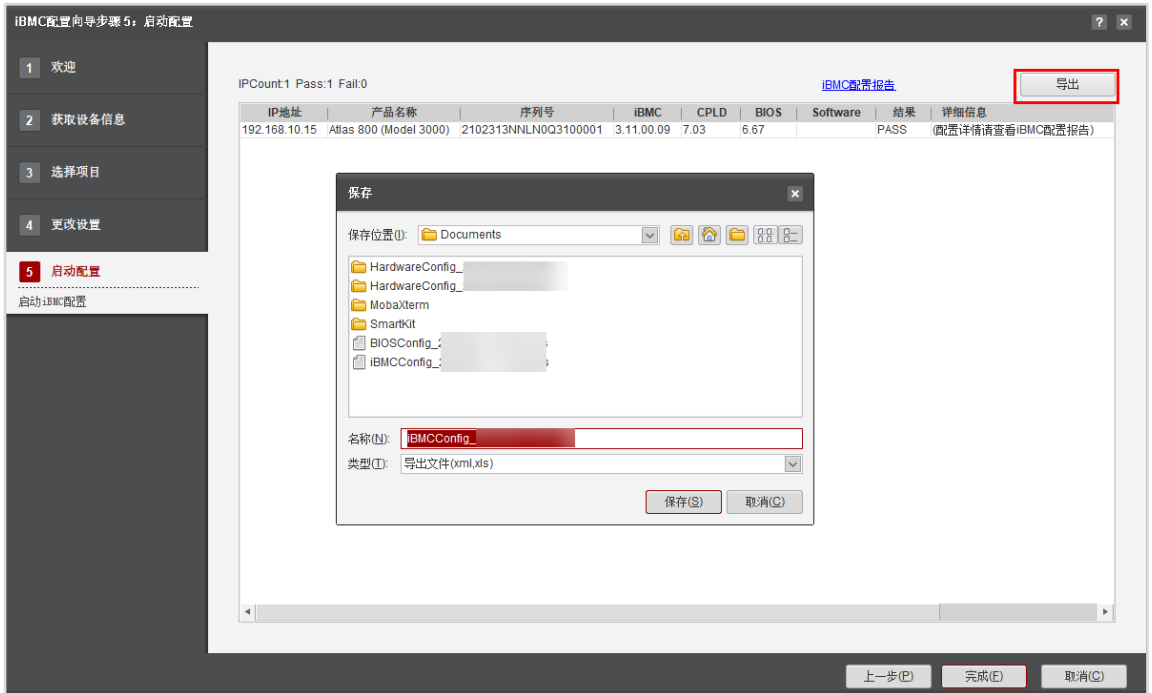 iBMC配置向导步骤 5：启动配置
? x
1 欢迎
2 获取设备信息
3 选择项目
4 更改设置
5 启动配置
启动iBMC配置
IPCount:1 Pass:1 Fail:0
iBMC配置报告
导出
IP地址 产品名称 序列号 iBMC CPLD BIOS Software 结果 详细信息
192.168.10.15 Atlas 800 (Model 3000) 2102313NNLN0Q3100001 3.11.00.09 7.03 6.67 PASS (配置详情请查看iBMC配置报告)
保存
保存位置(I): Documents
HardwareConfig_
HardwareConfig_
MobaXterm
SmartKit
BIOSConfig_
iBMCConfig_
名称(N): iBMCConfig_
类型(T): 导出文件(xml,xls)
保存(S) 取消(C)
上一步(P) 完成(F) 取消(C)